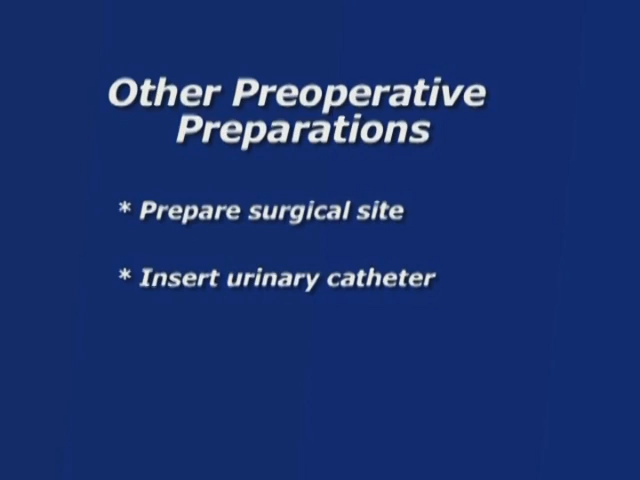 Other Preoperative
Preparations
* Prepare surgical site
* Insert urinary catheter